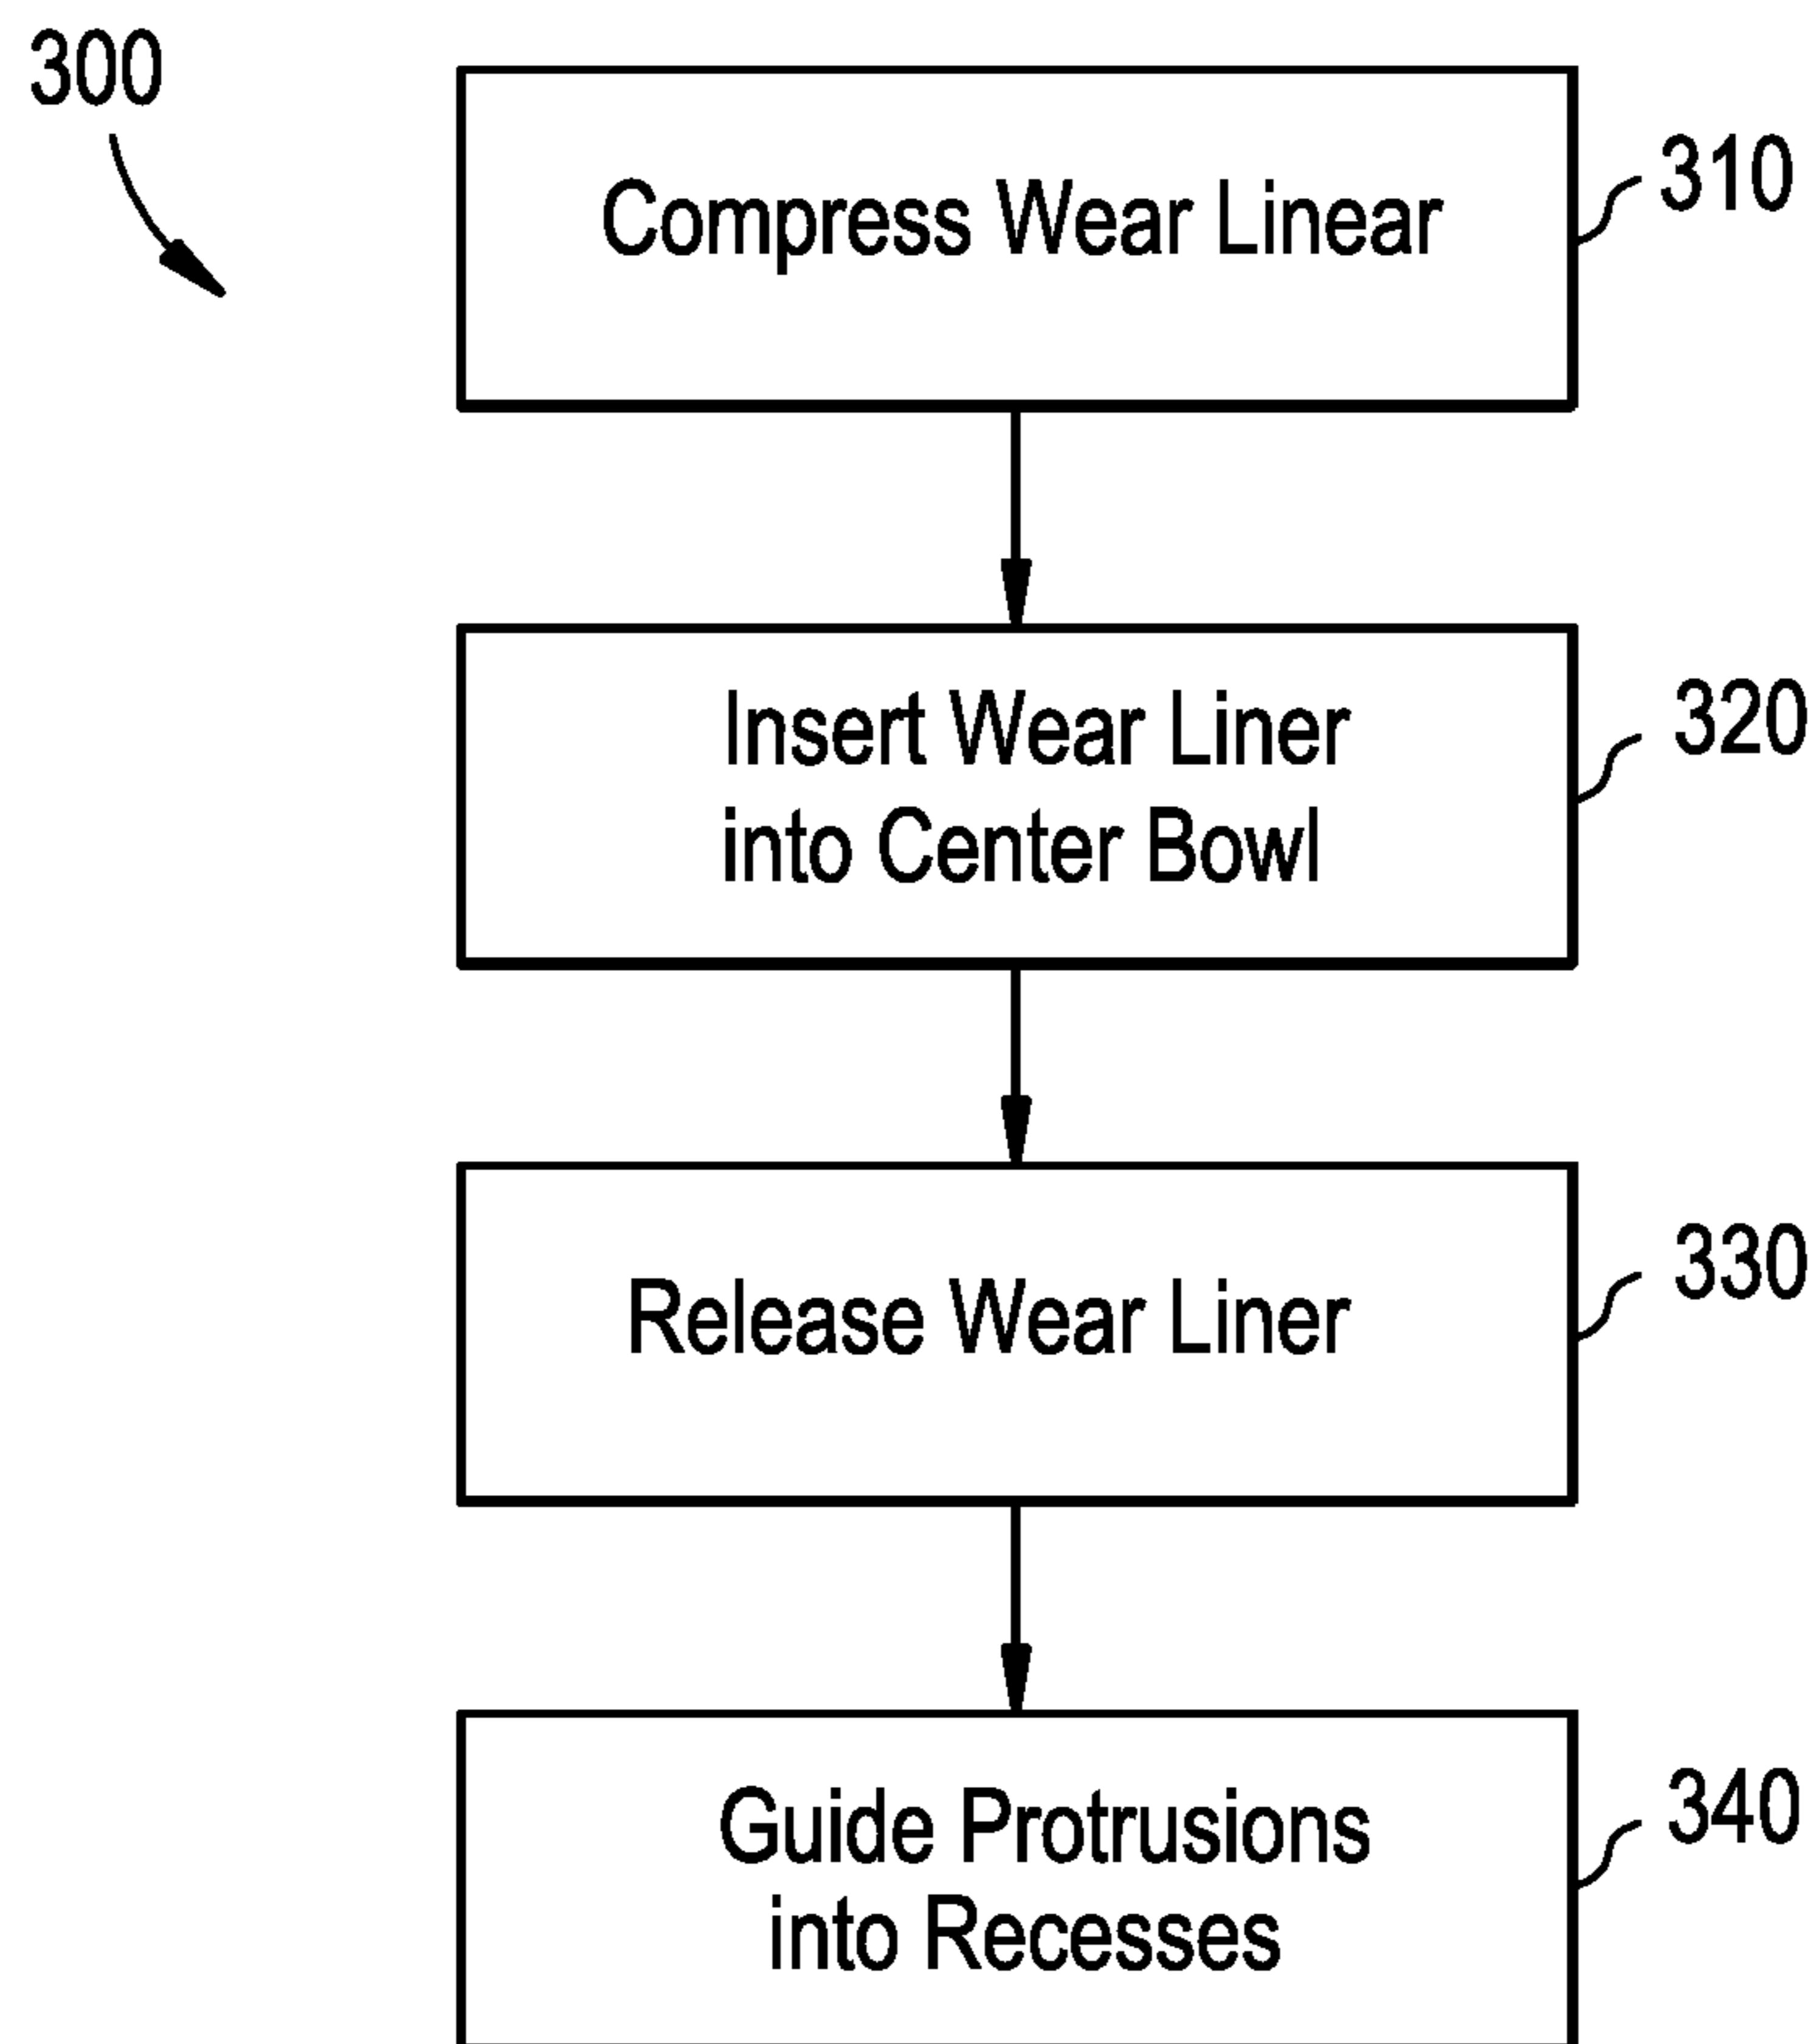 300
Compress Wear Linear
310
Insert Wear Liner
into Center Bowl
320
Release Wear Liner
330
Guide Protrusions
into Recesses
340